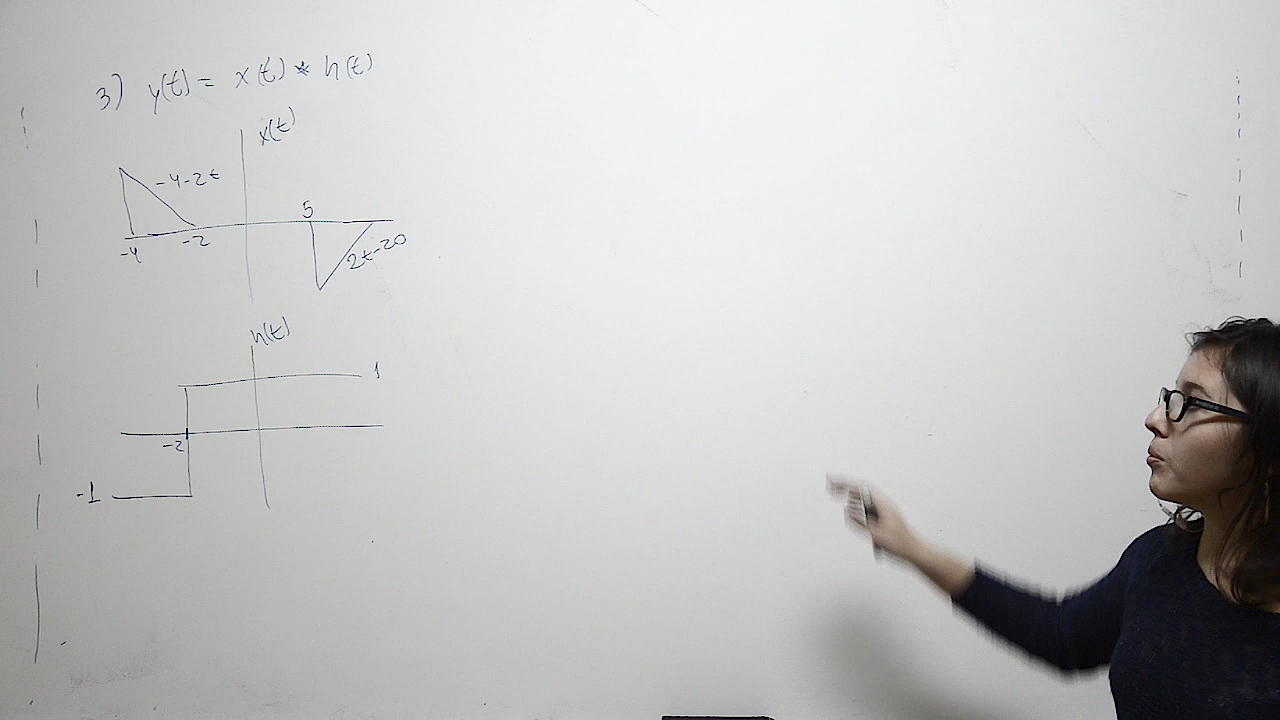 3) y(t) = x(t) * h(t)
x(t)
-4-2t
5
-4
-2
2t-20
h(t)
1
-2
-1